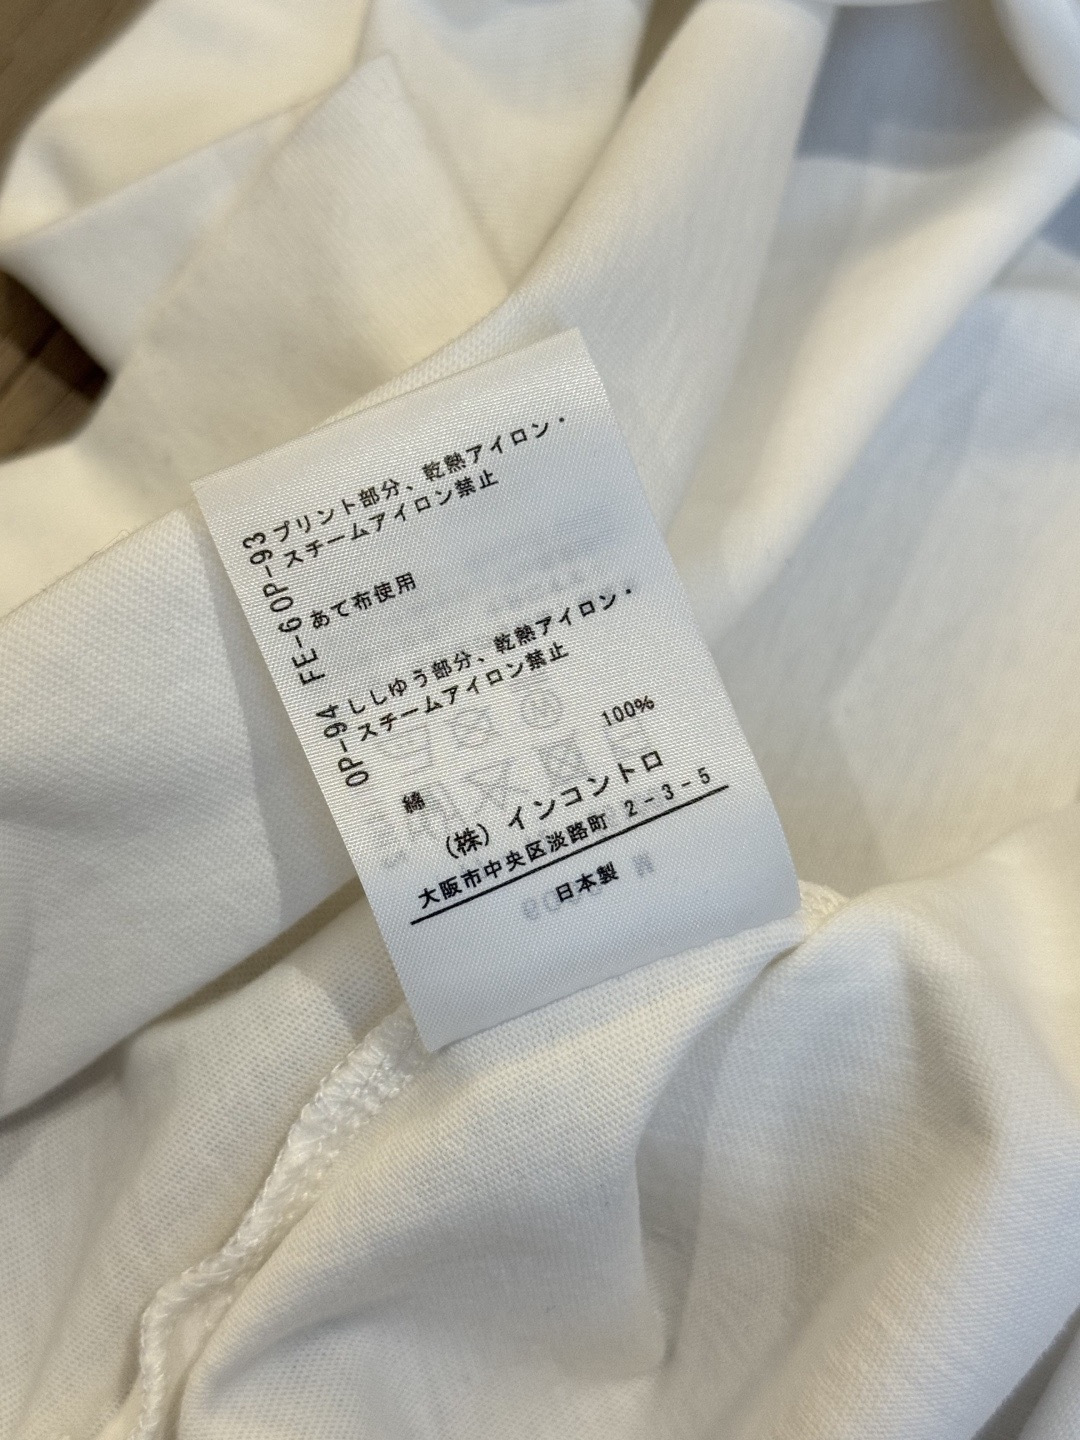 OP-93 プリント部分、乾熱アイロン・
スチームアイロン禁止
FE-6 あて布使用
OP-94 ししゆう部分、乾熱アイロン・
スチームアイロン禁止
綿 100%
(株) インコントロ
大阪市中央区淡路町 2-3-5
日本製